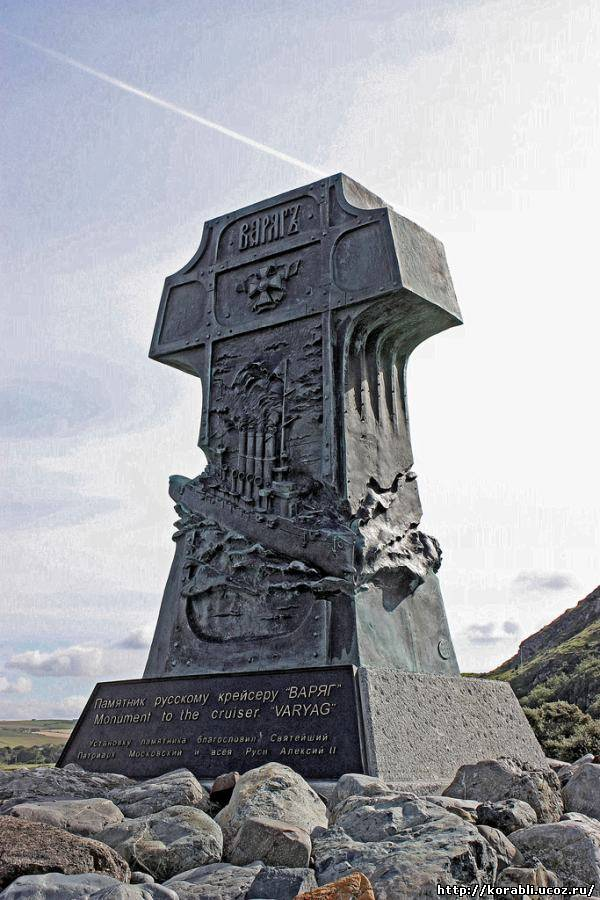 ВАРЯГЪ
Памятник русскому крейсеру "ВАРЯГ"
Monument to the cruiser "VARYAG"
Установку памятника благословил Святейший
Патриарх Московский и всея Руси Алексий II
http://korabli.ucoz.ru/